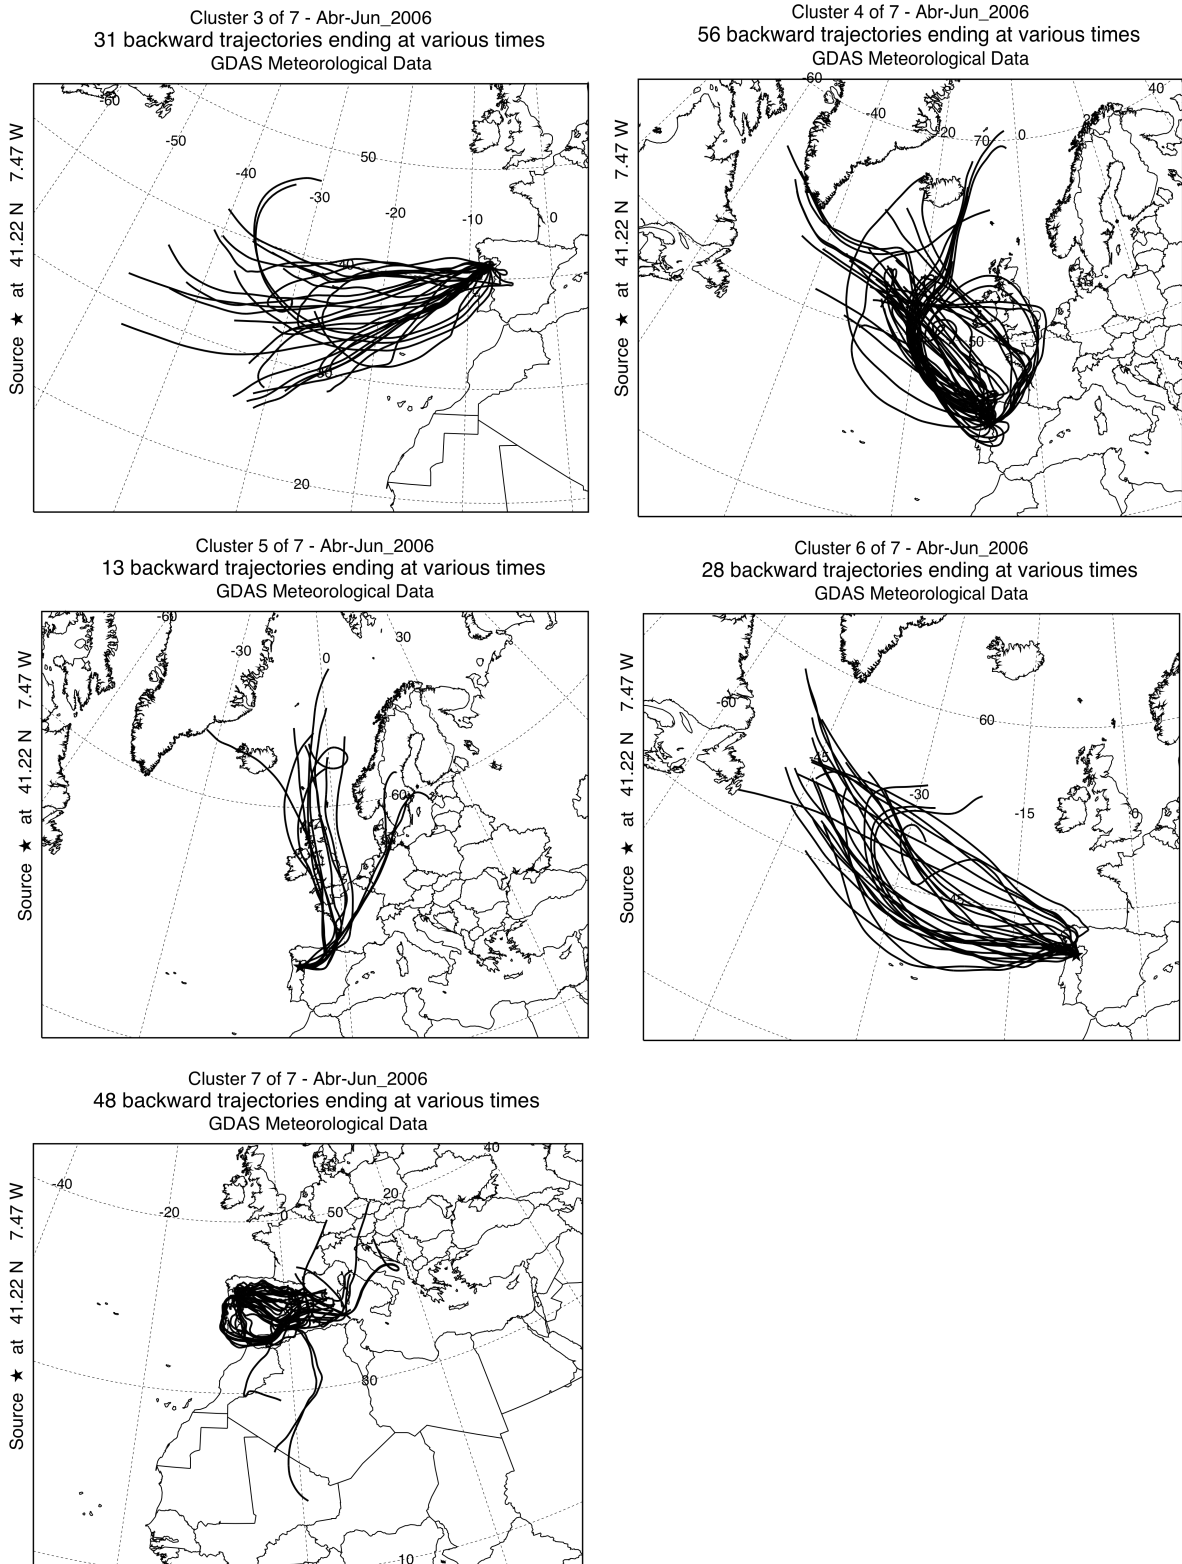 Cluster 3 of 7 - Abr-Jun_2006
31 backward trajectories ending at various times
GDAS Meteorological Data
Source ★ at 41.22 N 7.47 W
-60
-50
50
-40
-30
-20
-10
0
40
30
20
Cluster 4 of 7 - Abr-Jun_2006
56 backward trajectories ending at various times
GDAS Meteorological Data
Source ★ at 41.22 N 7.47 W
-60
40
-40
-20
0
20
70
50
Cluster 5 of 7 - Abr-Jun_2006
13 backward trajectories ending at various times
GDAS Meteorological Data
Source ★ at 41.22 N 7.47 W
-60
30
-30
0
60
Cluster 6 of 7 - Abr-Jun_2006
28 backward trajectories ending at various times
GDAS Meteorological Data
Source ★ at 41.22 N 7.47 W
-60
60
-45
-30
-15
0
45
Cluster 7 of 7 - Abr-Jun_2006
48 backward trajectories ending at various times
GDAS Meteorological Data
Source ★ at 41.22 N 7.47 W
40
-40
20
-20
0
50
30
10